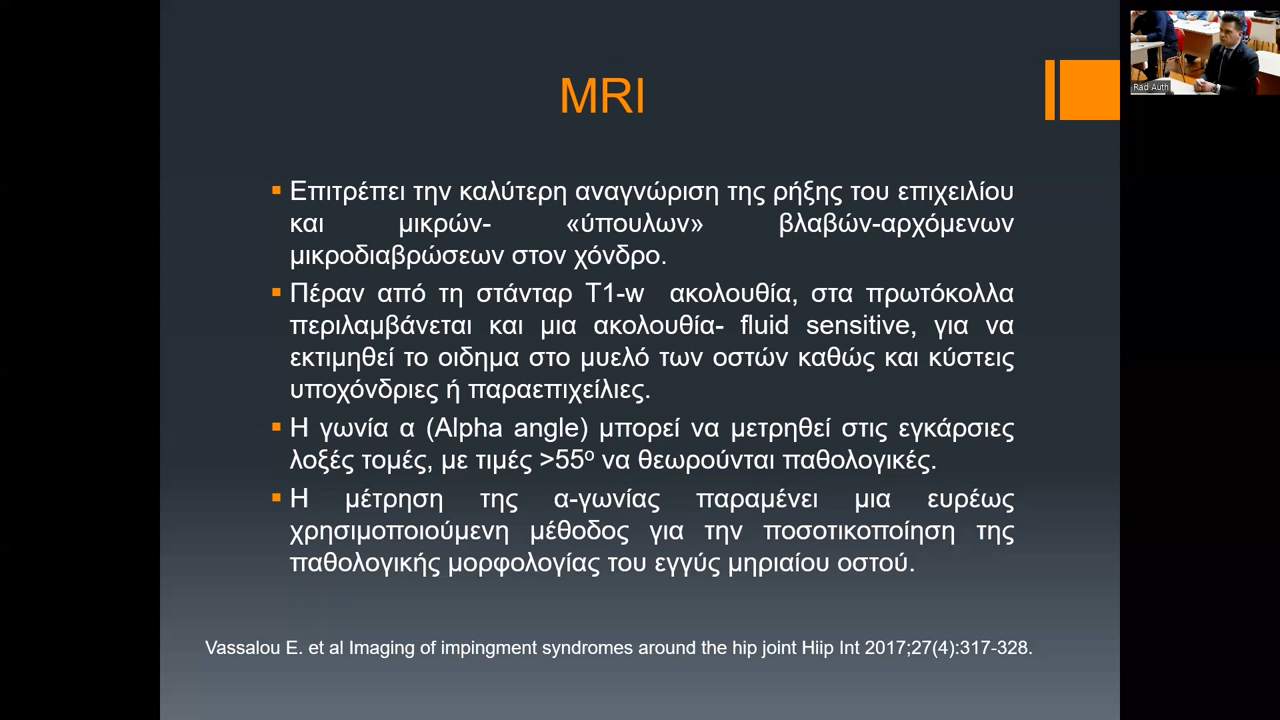 MRI
Επιτρέπει την καλύτερη αναγνώριση της ρήξης του επιχειλίου
και μικρών- «ύπουλων» βλαβών-αρχόμενων
μικροδιαβρώσεων στον χόνδρο.
Πέραν από τη στάνταρ T1-w ακολουθία, στα πρωτόκολλα
περιλαμβάνεται και μια ακολουθία- fluid sensitive, για να
εκτιμηθεί το οιδημα στο μυελό των οστών καθώς και κύστεις
υποχόνδριες ή παραεπιχείλιες.
Η γωνία α (Alpha angle) μπορεί να μετρηθεί στις εγκάρσιες
λοξές τομές, με τιμές >55ο να θεωρούνται παθολογικές.
Η μέτρηση της α-γωνίας παραμένει μια ευρέως
χρησιμοποιούμενη μέθοδος για την ποσοτικοποίηση της
παθολογικής μορφολογίας του εγγύς μηριαίου οστού.
Vassalou E. et al Imaging of impingment syndromes around the hip joint Hiip Int 2017;27(4):317-328.
Rad Auth